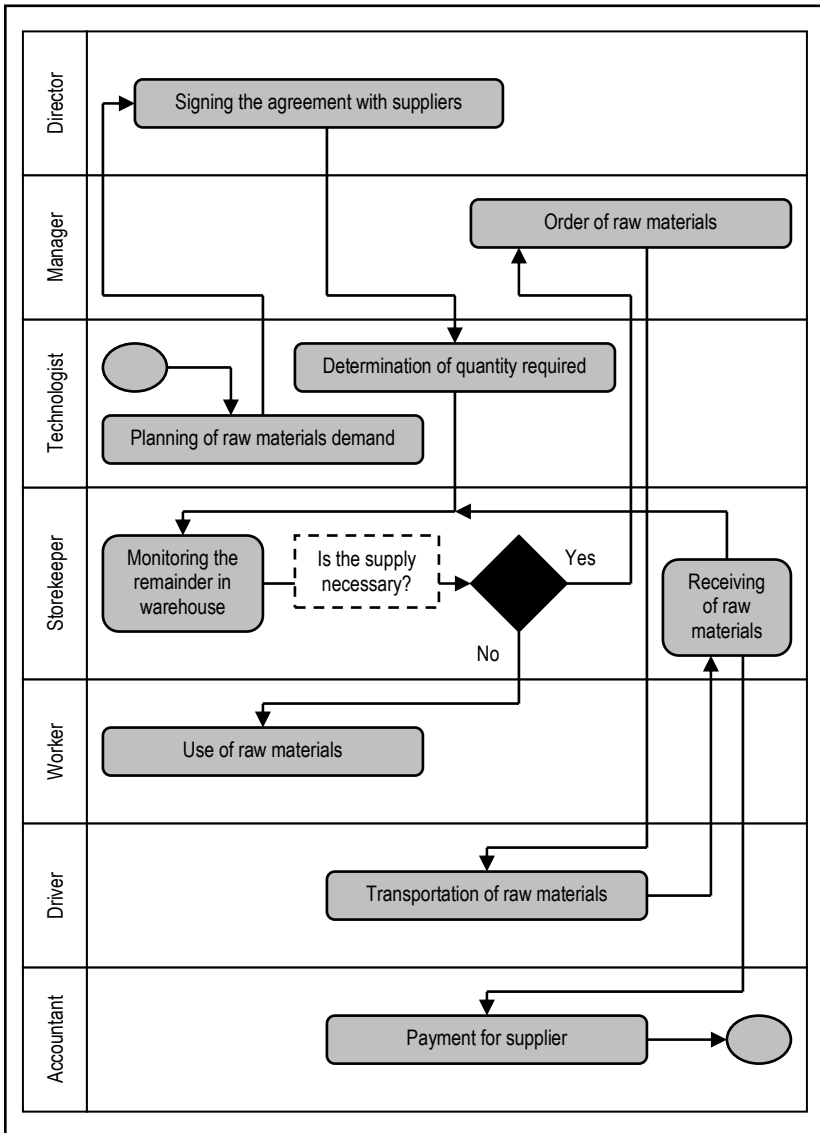 Director
Signing the agreement with suppliers
Manager
Order of raw materials
Technologist
Determination of quantity required
Planning of raw materials demand
Storekeeper
Monitoring the
remainder in
warehouse
Is the supply
necessary?
Yes
No
Receiving
of raw
materials
Worker
Use of raw materials
Driver
Transportation of raw materials
Accountant
Payment for supplier